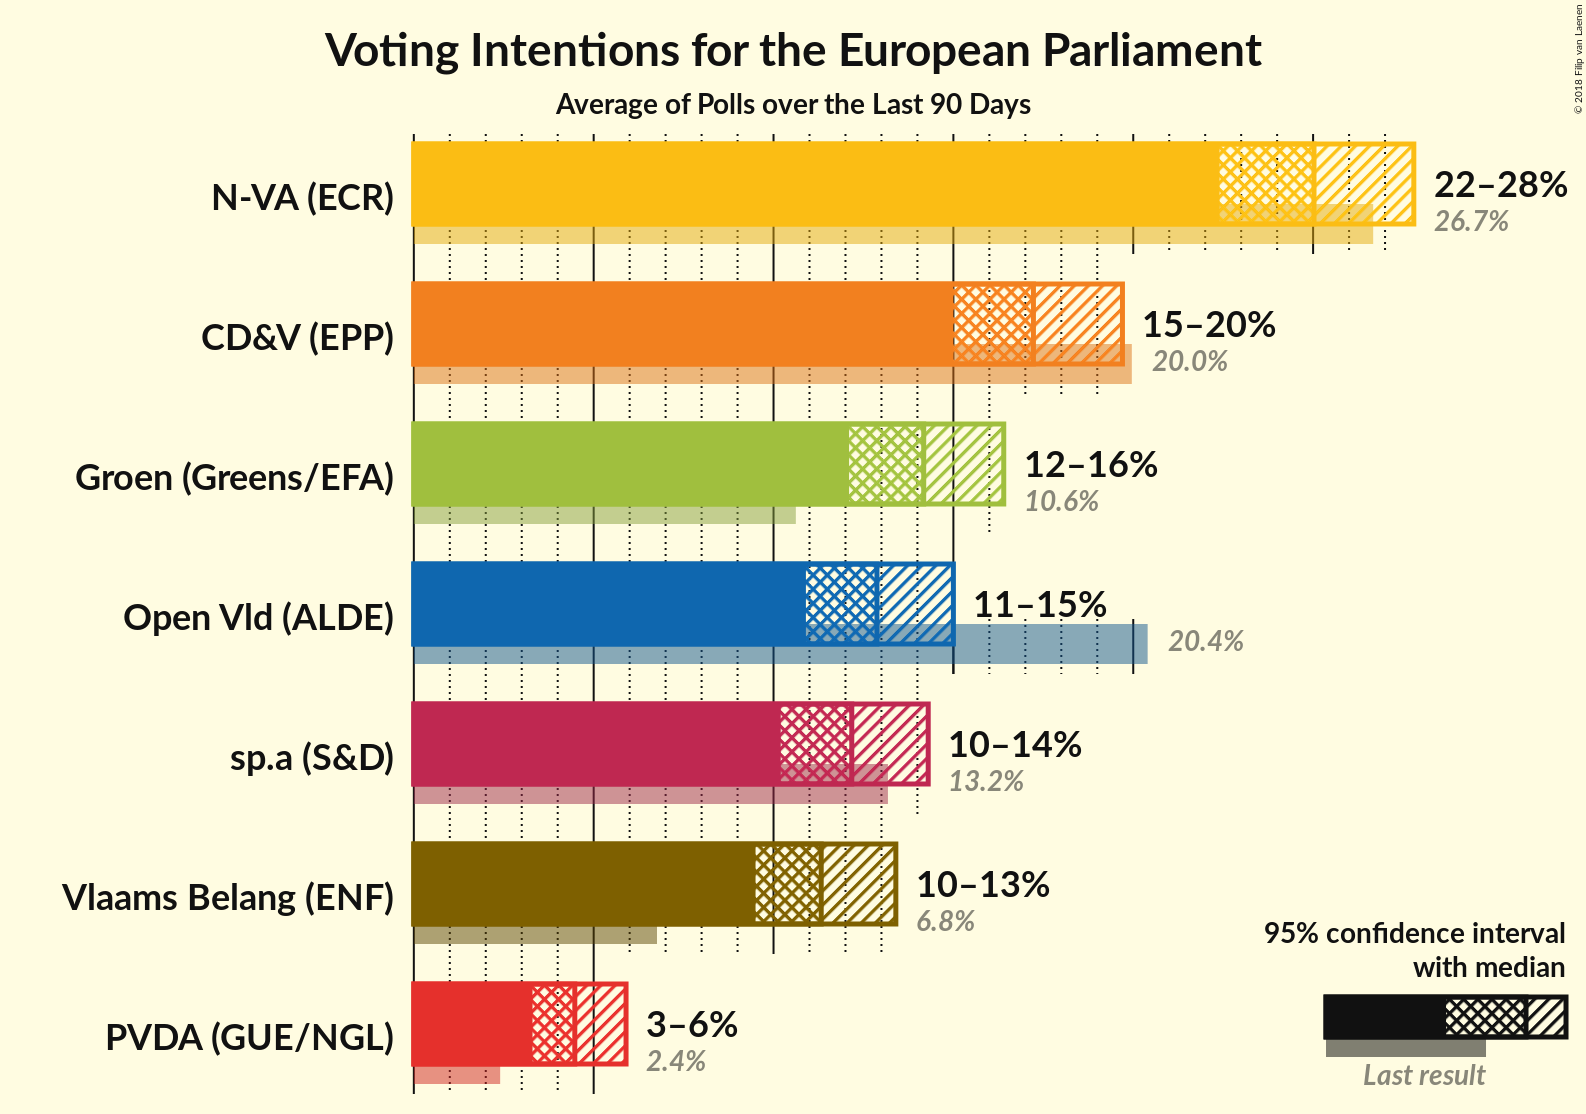 Voting Intentions for the European Parliament
Average of Polls over the Last 90 Days
© 2018 Filip van Laenen
N-VA (ECR)
22–28%
26.7%
CD&V (EPP)
15–20%
20.0%
Groen (Greens/EFA)
12–16%
10.6%
Open Vld (ALDE)
11–15%
20.4%
sp.a (S&D)
10–14%
13.2%
Vlaams Belang (ENF)
10–13%
6.8%
PVDA (GUE/NGL)
3–6%
2.4%
95% confidence interval
with median
Last result